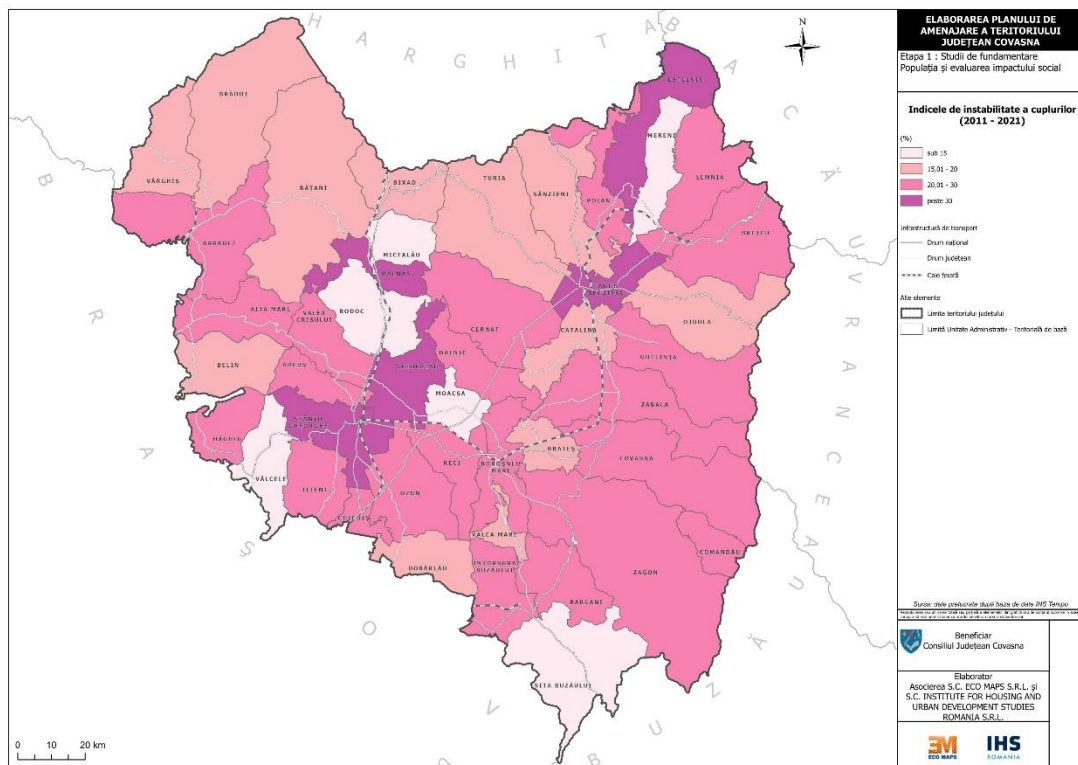 HARGHITA
BACĂU
VRANCEA
BUZĂU
BRAȘOV
N
BRĂDUȚ
VÂRGHIȘ
BĂȚANI
BIXAD
TURIA
SÂNZIENI
ESTELNIC
MERENI
LEMNIA
POIAN
BREȚCU
BARAOLT
MICFALĂU
MALNAȘ
BODOC
AITA MARE
VALEA
CRIȘULUI
CERNAT
DALNIC
CATALINA
OJDULA
GHELINȚA
BELIN
ARCUȘ
GHIDFALĂU
MOACȘA
ZĂBALA
SFÂNTU
GHEORGHE
HĂGHIG
VÂLCELE
ILIENI
RECI
BRATEȘ
BOROȘNEU
MARE
COVASNA
OZUN
CHICHIȘ
VALEA MARE
DOBÂRLĂU
ÎNTORSURA
BUZĂULUI
COMANDĂU
ZAGON
BARCANI
SITA BUZĂULUI
0 10 20 km
ELABORAREA PLANULUI DE
AMENAJARE A TERITORIULUI
JUDEȚEAN COVASNA
Etapa 1 : Studii de fundamentare
Populația și evaluarea impactului social
Indicele de instabilitate a cuplurilor
(2011 - 2021)
(%)
sub 15
15,01 - 20
20,01 - 30
peste 30
Infrastructură de transport
Drum național
Drum județean
Cale ferată
Alte elemente
Limita teritoriului județului
Limită Unitate Administrativ - Teritorială de bază
Sursa: date prelucrate după baza de date INS Tempo
Beneficiar
Consiliul Județean Covasna
Elaborator
Asocierea S.C. ECO MAPS S.R.L. și
S.C. INSTITUTE FOR HOUSING AND
URBAN DEVELOPMENT STUDIES
ROMANIA S.R.L.
ECO MAPS
IHS
ROMANIA